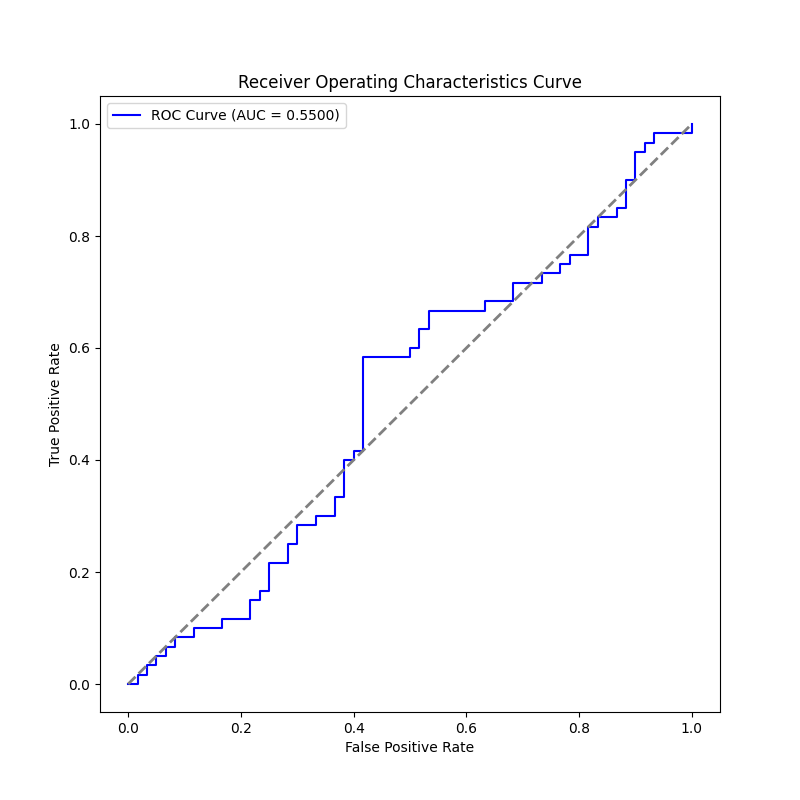 Receiver Operating Characteristics Curve
ROC Curve (AUC = 0.5500)
1.0
0.8
0.6
0.4
0.2
0.0
True Positive Rate
0.0 0.2 0.4 0.6 0.8 1.0
False Positive Rate